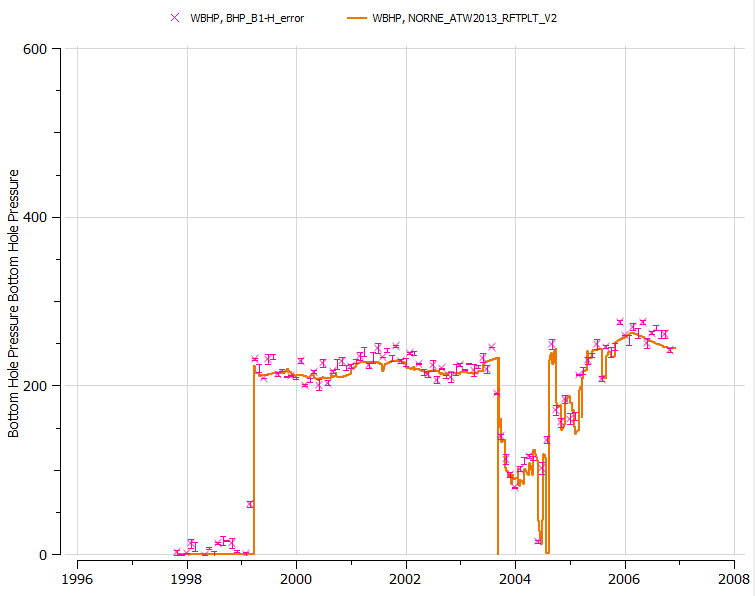 WBHP, BHP_B1-H_error
WBHP, NORNE_ATW2013_RFTPLT_V2
600
400
200
0
Bottom Hole Pressure Bottom Hole Pressure
1996 1998 2000 2002 2004 2006 2008